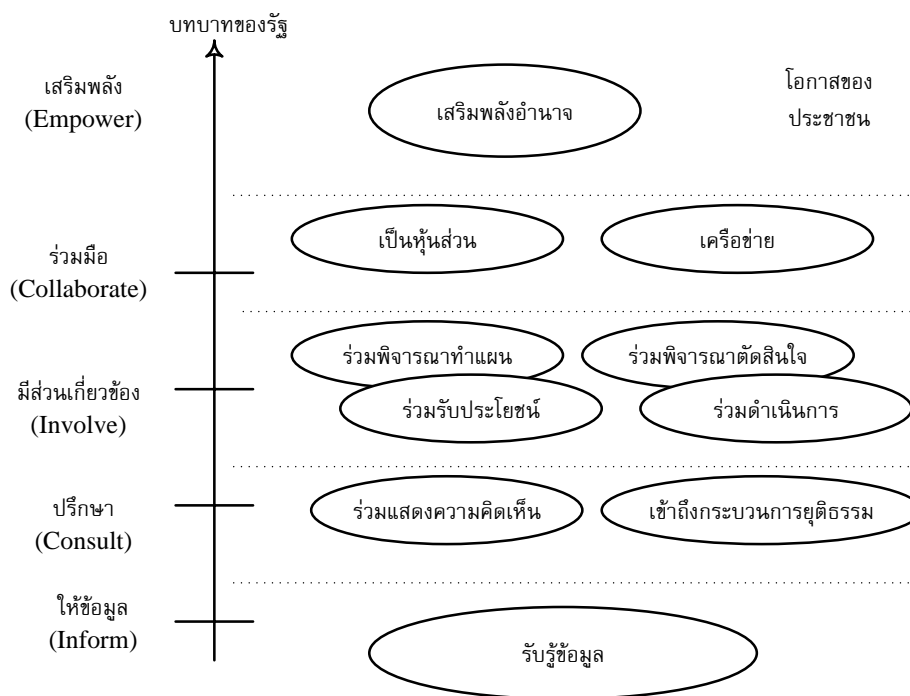 บทบาทของรัฐ
เสริมพลัง
(Empower)
เสริมพลังอำนาจ
โอกาสของ
ประชาชน
ร่วมมือ
(Collaborate)
เป็นหุ้นส่วน
เครือข่าย
มีส่วนเกี่ยวข้อง
(Involve)
ร่วมพิจารณาทำแผน
ร่วมพิจารณาตัดสินใจ
ร่วมรับประโยชน์
ร่วมดำเนินการ
ปรึกษา
(Consult)
ร่วมแสดงความคิดเห็น
เข้าถึงกระบวนการยุติธรรม
ให้ข้อมูล
(Inform)
รับรู้ข้อมูล